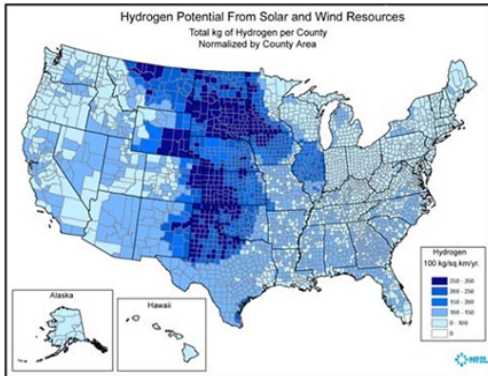 Hydrogen Potential From Solar and Wind Resources
Total kg of Hydrogen per County
Normalized by County Area
Hydrogen
100 kg/sq.km/yr.
250 - 350
200 - 250
150 - 200
100 - 150
0 - 100
0
Alaska
Hawaii